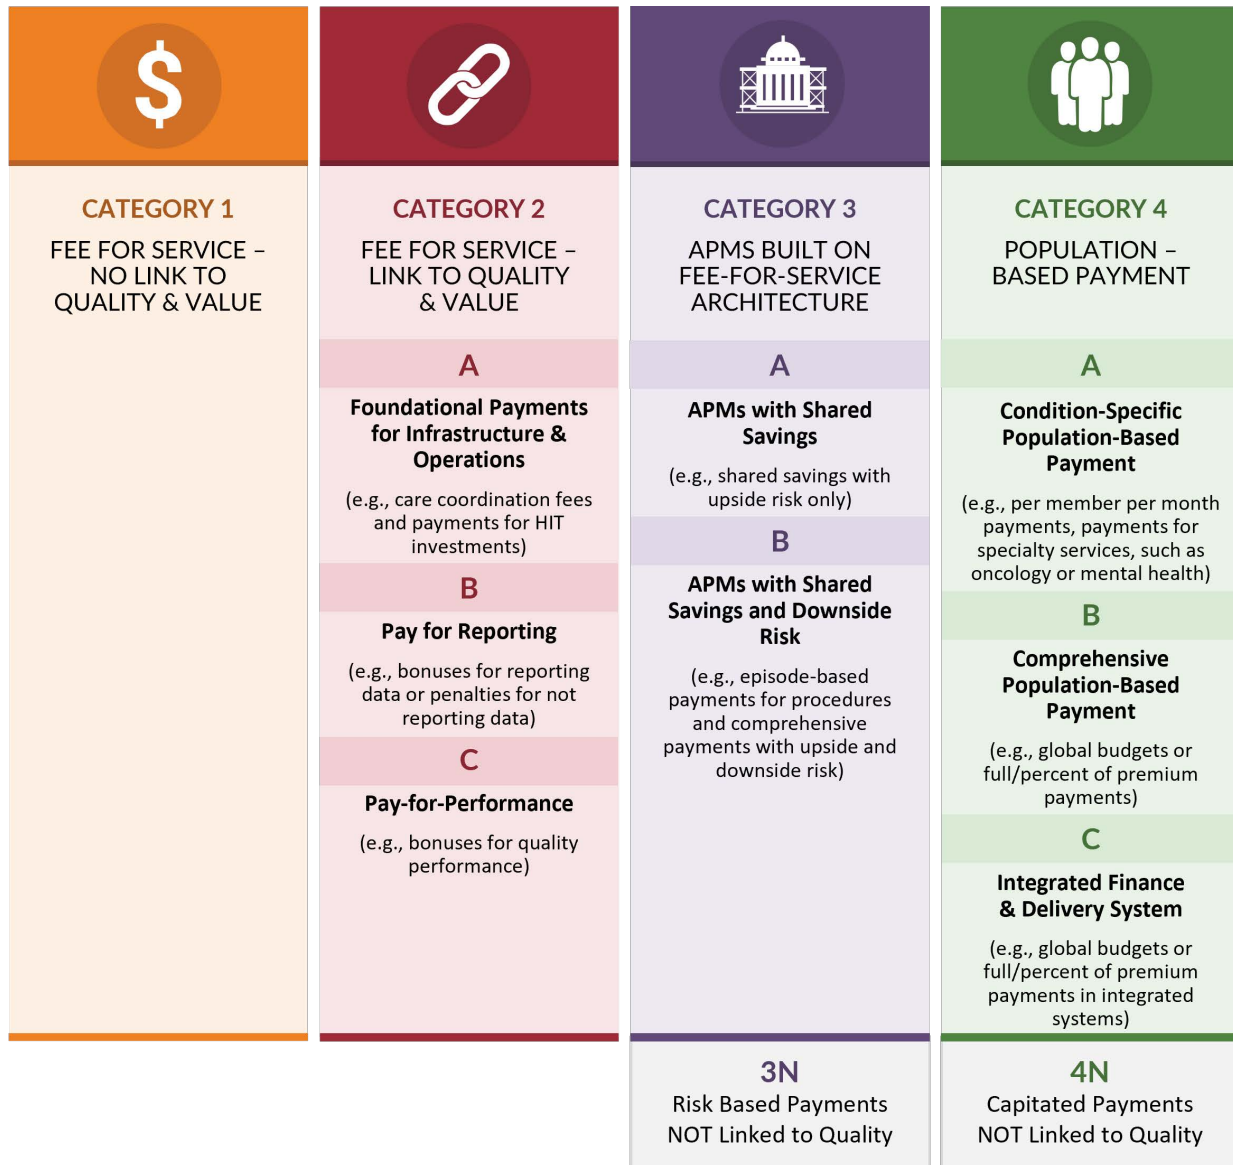 $
CATEGORY 1
FEE FOR SERVICE –
NO LINK TO
QUALITY & VALUE
CATEGORY 2
FEE FOR SERVICE –
LINK TO QUALITY
& VALUE
A
Foundational Payments
for Infrastructure &
Operations
(e.g., care coordination fees
and payments for HIT
investments)
B
Pay for Reporting
(e.g., bonuses for reporting
data or penalties for not
reporting data)
C
Pay-for-Performance
(e.g., bonuses for quality
performance)
CATEGORY 3
APMS BUILT ON
FEE-FOR-SERVICE
ARCHITECTURE
A
APMs with Shared
Savings
(e.g., shared savings with
upside risk only)
B
APMs with Shared
Savings and Downside
Risk
(e.g., episode-based
payments for procedures
and comprehensive
payments with upside and
downside risk)
3N
Risk Based Payments
NOT Linked to Quality
CATEGORY 4
POPULATION –
BASED PAYMENT
A
Condition-Specific
Population-Based
Payment
(e.g., per member per month
payments, payments for
specialty services, such as
oncology or mental health)
B
Comprehensive
Population-Based
Payment
(e.g., global budgets or
full/percent of premium
payments)
C
Integrated Finance
& Delivery System
(e.g., global budgets or
full/percent of premium
payments in integrated
systems)
4N
Capitated Payments
NOT Linked to Quality